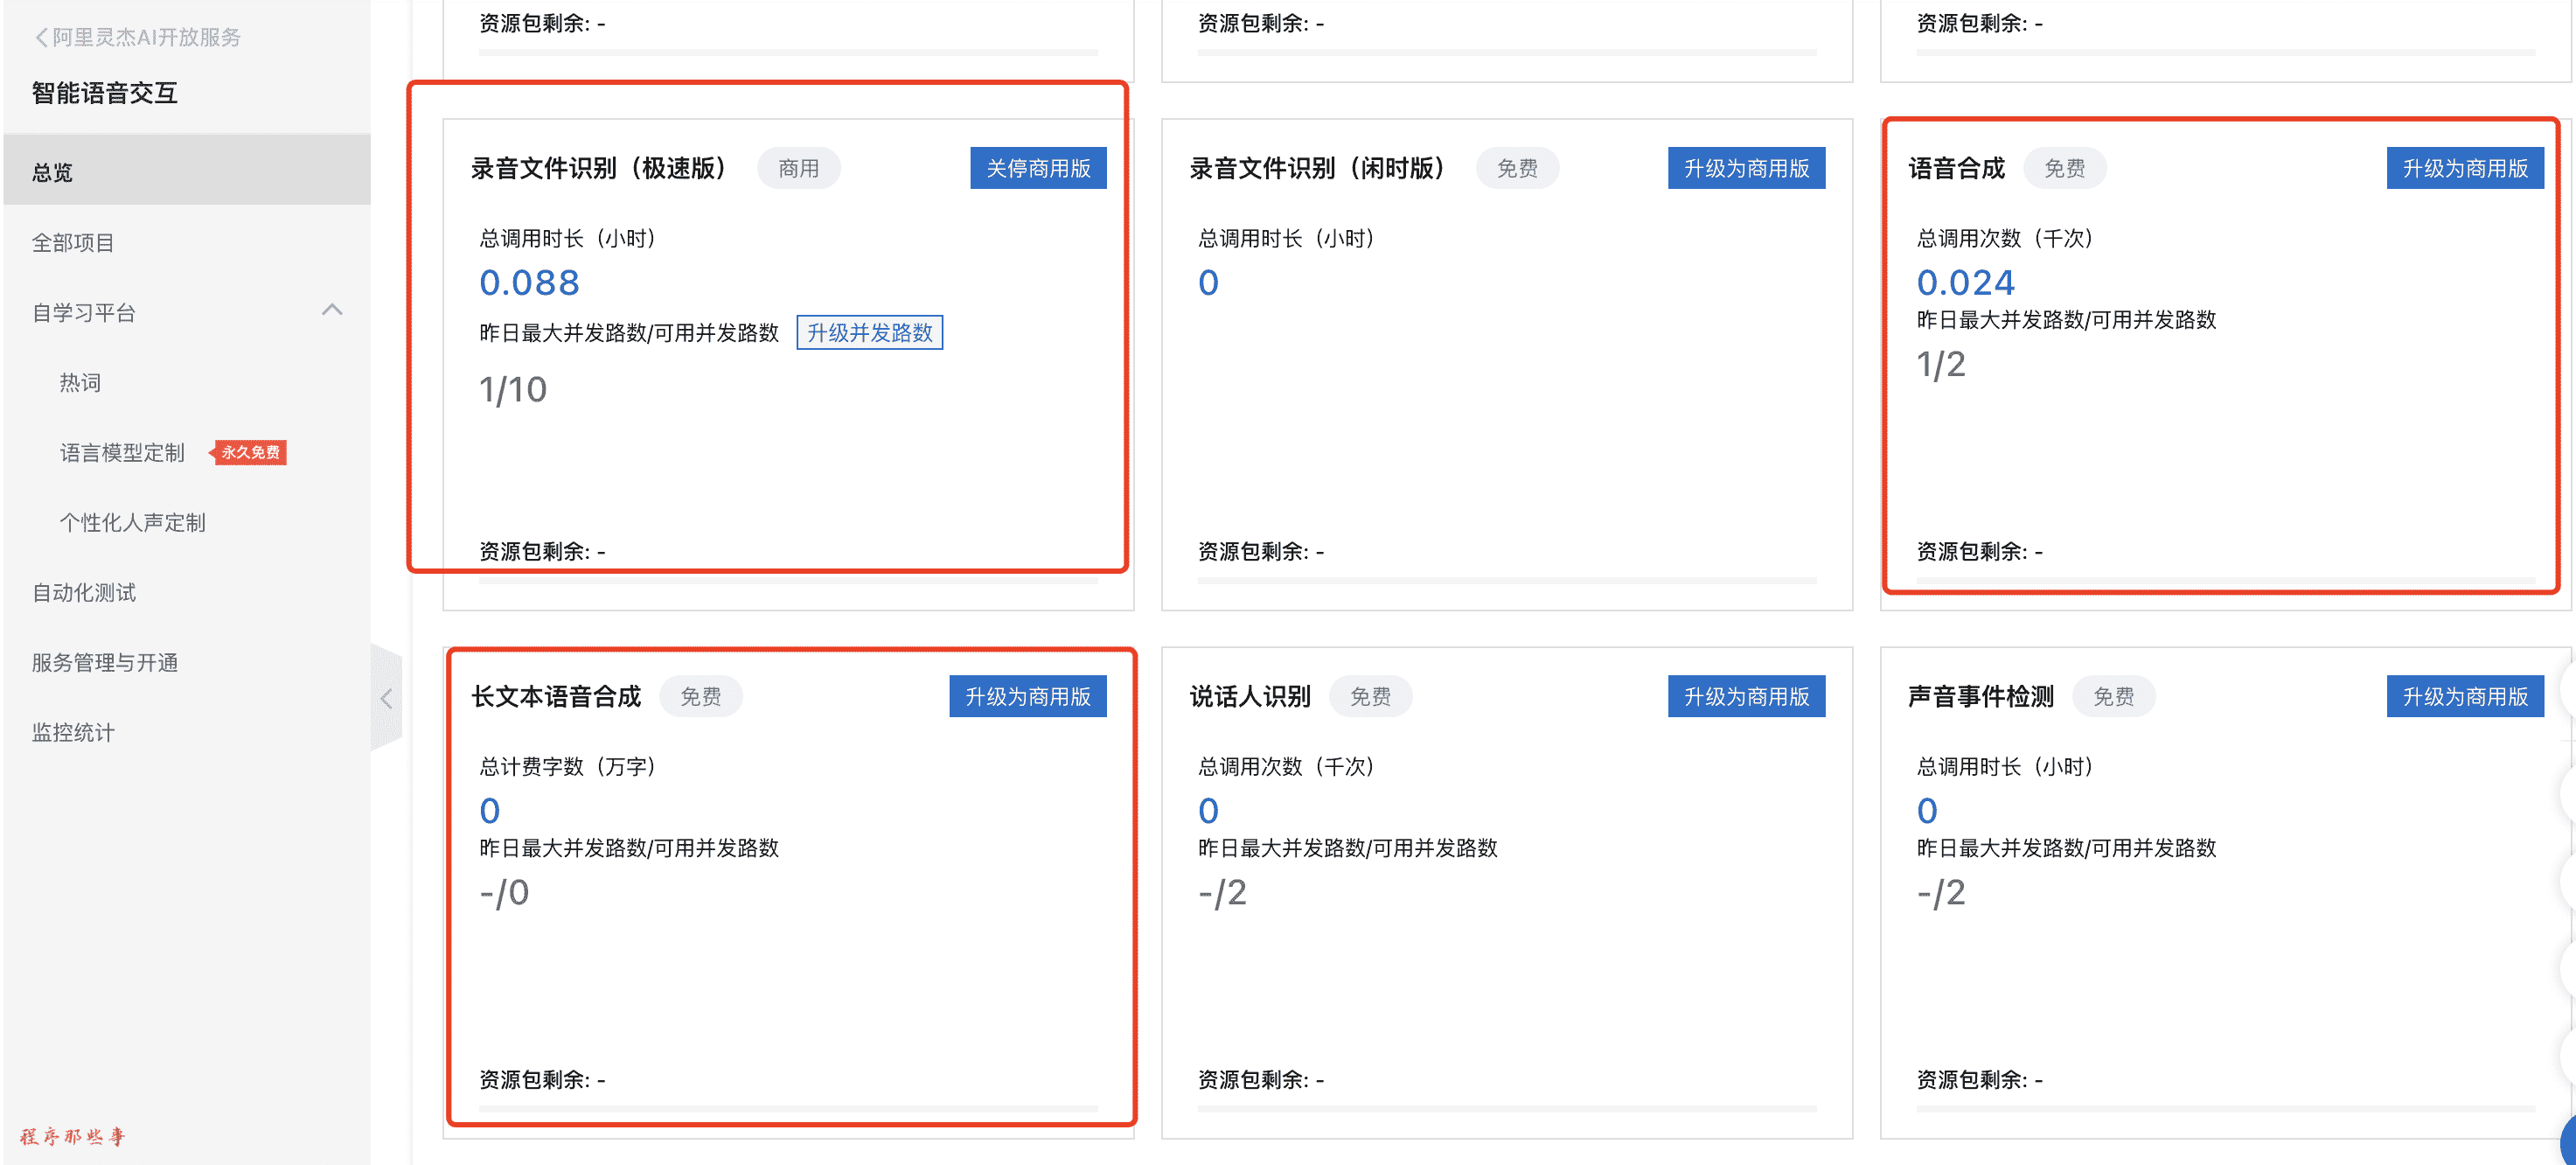 阿里灵杰AI开放服务
智能语音交互
总览
全部项目
自学习平台
热词
语言模型定制 永久免费
个性化人声定制
自动化测试
服务管理与开通
监控统计
程序那些事
资源包剩余: -
资源包剩余: -
资源包剩余: -
录音文件识别（极速版） 商用 关停商用版
总调用时长（小时）
0.088
昨日最大并发路数/可用并发路数 升级并发路数
1/10
资源包剩余: -
录音文件识别（闲时版） 免费 升级为商用版
总调用时长（小时）
0
资源包剩余: -
语音合成 免费 升级为商用版
总调用次数（千次）
0.024
昨日最大并发路数/可用并发路数
1/2
资源包剩余: -
长文本语音合成 免费 升级为商用版
总计费字数（万字）
0
昨日最大并发路数/可用并发路数
-/0
资源包剩余: -
说话人识别 免费 升级为商用版
总调用次数（千次）
0
昨日最大并发路数/可用并发路数
-/2
资源包剩余: -
声音事件检测 免费 升级为商用版
总调用时长（小时）
0
昨日最大并发路数/可用并发路数
-/2
资源包剩余: -